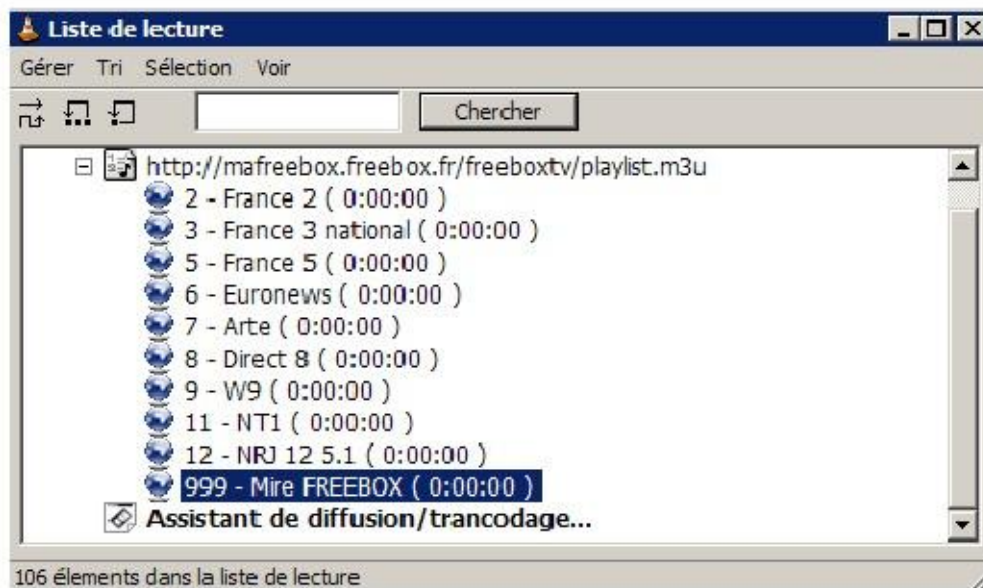 Liste de lecture
Gérer Tri Sélection Voir
Chercher
http://mafreebox.freebox.fr/freeboxtv/playlist.m3u
2 - France 2 ( 0:00:00 )
3 - France 3 national ( 0:00:00 )
5 - France 5 ( 0:00:00 )
6 - Euronews ( 0:00:00 )
7 - Arte ( 0:00:00 )
8 - Direct 8 ( 0:00:00 )
9 - W9 ( 0:00:00 )
11 - NT1 ( 0:00:00 )
12 - NRJ 12 5.1 ( 0:00:00 )
999 - Mire FREEBOX ( 0:00:00 )
Assistant de diffusion/trancodage...
106 élements dans la liste de lecture